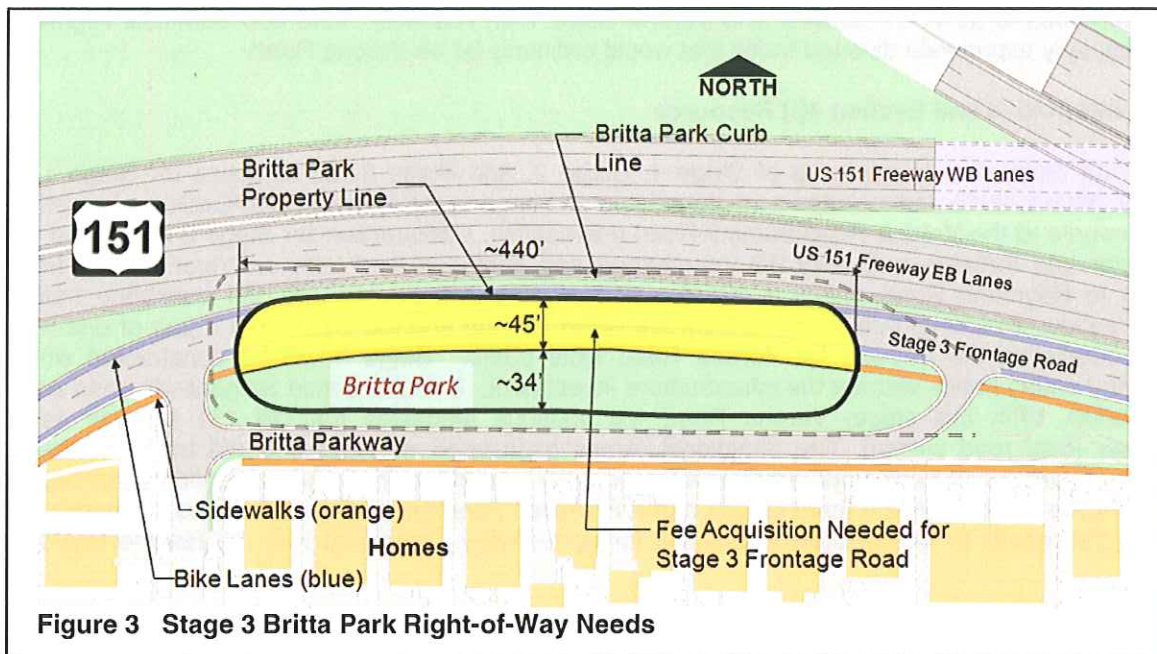 NORTH
Britta Park Curb
Line
Britta Park
Property Line
US 151 Freeway WB Lanes
151
~440'
US 151 Freeway EB Lanes
~45'
Stage 3 Frontage Road
Britta Park
~34'
Britta Parkway
Sidewalks (orange)
Homes
Fee Acquisition Needed for
Stage 3 Frontage Road
Bike Lanes (blue)
Figure 3 Stage 3 Britta Park Right-of-Way Needs